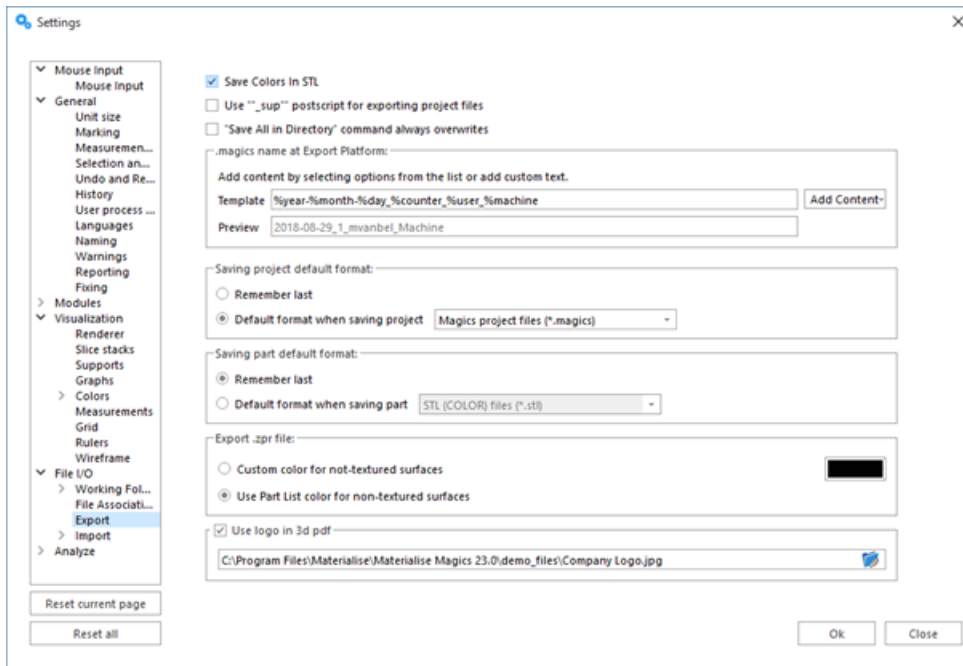 Settings
Mouse Input
Mouse Input
General
Unit size
Marking
Measuremen...
Selection an...
Undo and Re...
History
User process ...
Languages
Naming
Warnings
Reporting
Fixing
Modules
Visualization
Renderer
Slice stacks
Supports
Graphs
Colors
Measurements
Grid
Rulers
Wireframe
File I/O
Working Fol...
File Associati...
Export
Import
Analyze
Reset current page
Reset all
Save Colors In STL
Use ""_sup"" postscript for exporting project files
"Save All in Directory" command always overwrites
.magics name at Export Platform:
Add content by selecting options from the list or add custom text.
Template %year-%month-%day_%counter_%user_%machine Add Content
Preview 2018-08-29_1_mvanbel_Machine
Saving project default format:
Remember last
Default format when saving project Magics project files (*.magics)
Saving part default format:
Remember last
Default format when saving part STL (COLOR) files (*.stl)
Export .zpr file:
Custom color for not-textured surfaces
Use Part List color for non-textured surfaces
Use logo in 3d pdf
C:\Program Files\Materialise\Materialise Magics 23.0\demo_files\Company Logo.jpg
Ok Close